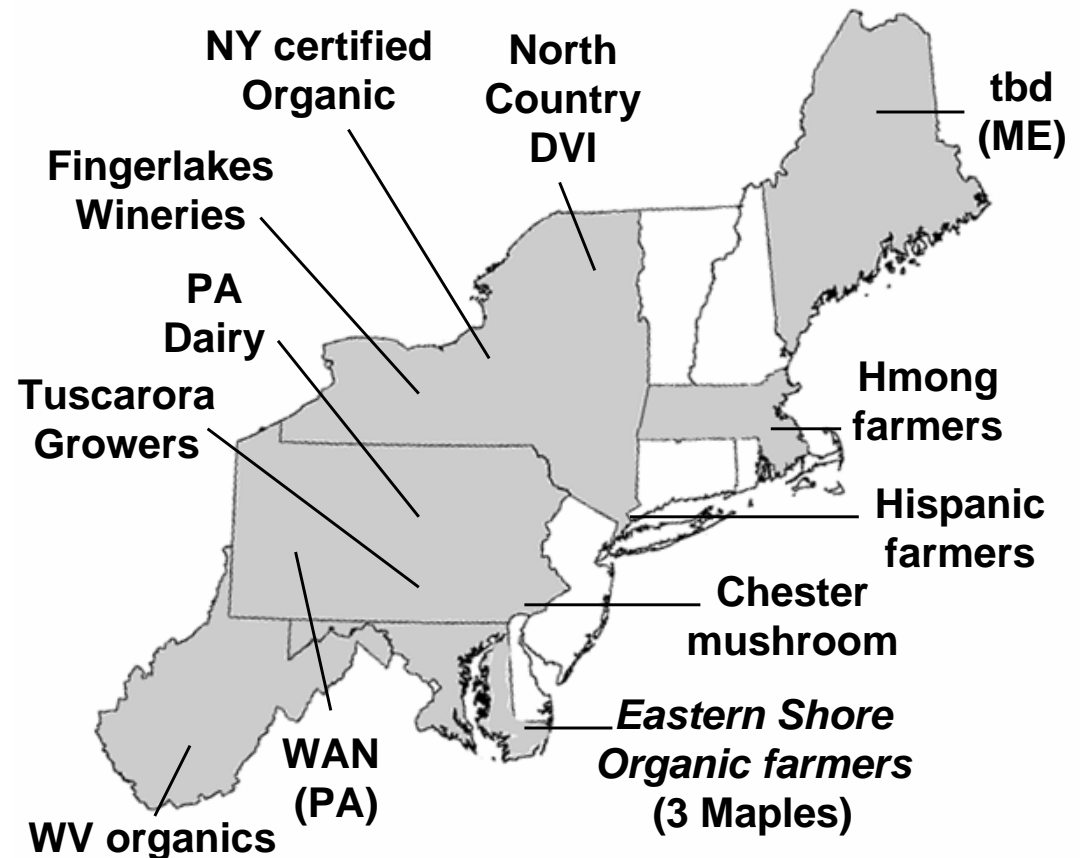 NY certified
Organic
North
Country
DVI
tbd
(ME)
Fingerlakes
Wineries
PA
Dairy
Tuscarora
Growers
Hmong
farmers
Hispanic
farmers
Chester
mushroom
Eastern Shore
Organic farmers
(3 Maples)
WAN
(PA)
WV organics